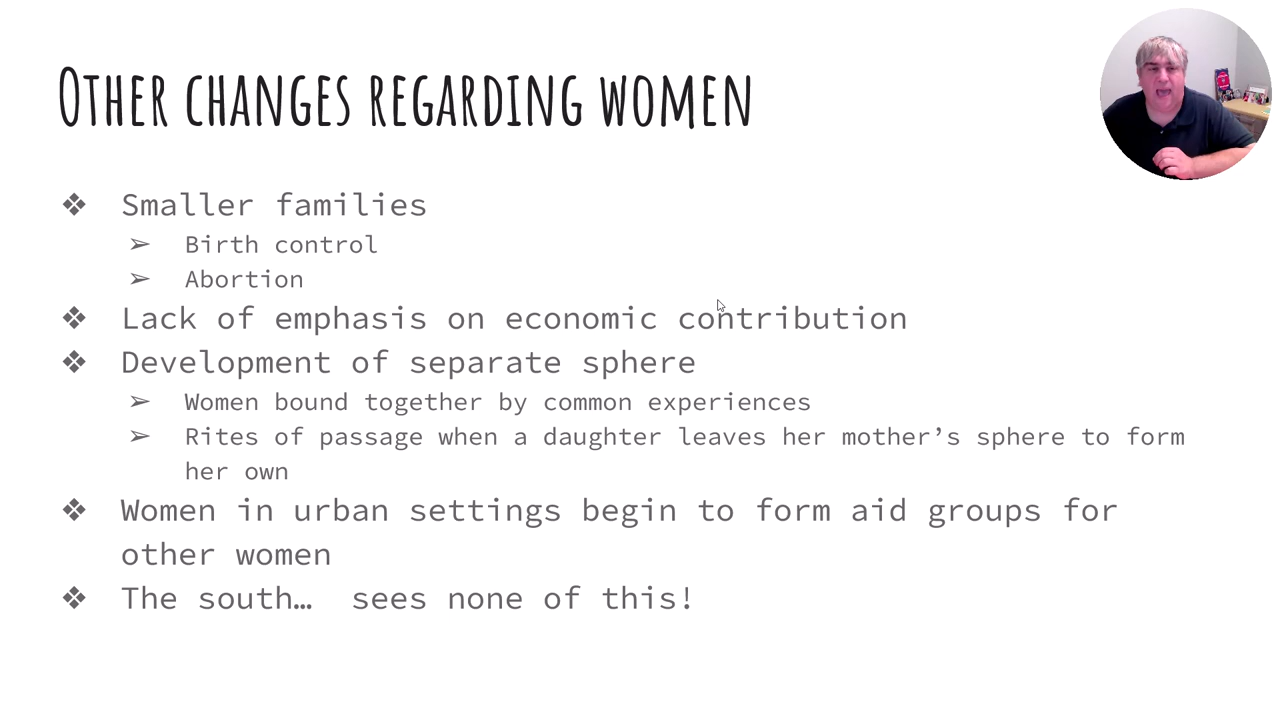 Other changes regarding women
❖ Smaller families
➢ Birth control
➢ Abortion
❖ Lack of emphasis on economic contribution
❖ Development of separate sphere
➢ Women bound together by common experiences
➢ Rites of passage when a daughter leaves her mother’s sphere to form
her own
❖ Women in urban settings begin to form aid groups for
other women
❖ The south… sees none of this!